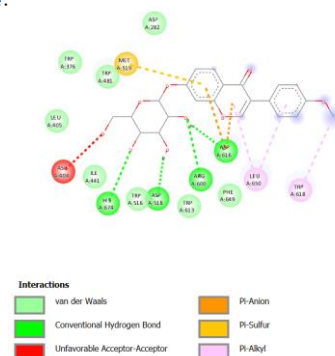 e.
ASP
282
TRP
376
MET
519
TRP
481
LEU
405
ASP
616
ILE
441
ARG
600
LEU
650
HIS
674
TRP
516
ASP
518
TRP
613
PHE
649
Interactions
van der Waals
Conventional Hydrogen Bond
Unfavorable Acceptor-Acceptor
Pi-Anion
Pi-Sulfur
Pi-Alkyl